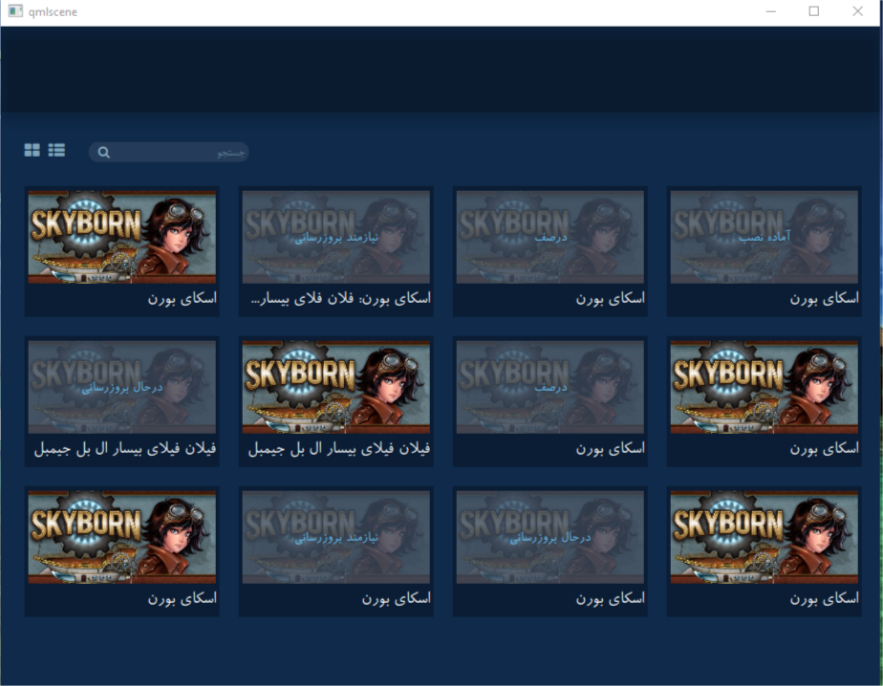 qmlscene
جستجو
SKYBORN
اسکای بورن
SKYBORN
نیازمند بروزرسانی
اسکای بورن: فلان فلای بیسار...
SKYBORN
درصف
اسکای بورن
SKYBORN
آماده نصب
اسکای بورن
SKYBORN
درحال بروزرسانی
فیلان فیلای بیسار ال بل جیمبل
SKYBORN
فیلان فیلای بیسار ال بل جیمبل
SKYBORN
درصف
اسکای بورن
SKYBORN
اسکای بورن
SKYBORN
اسکای بورن
SKYBORN
نیازمند بروزرسانی
اسکای بورن
SKYBORN
درحال بروزرسانی
اسکای بورن
SKYBORN
اسکای بورن